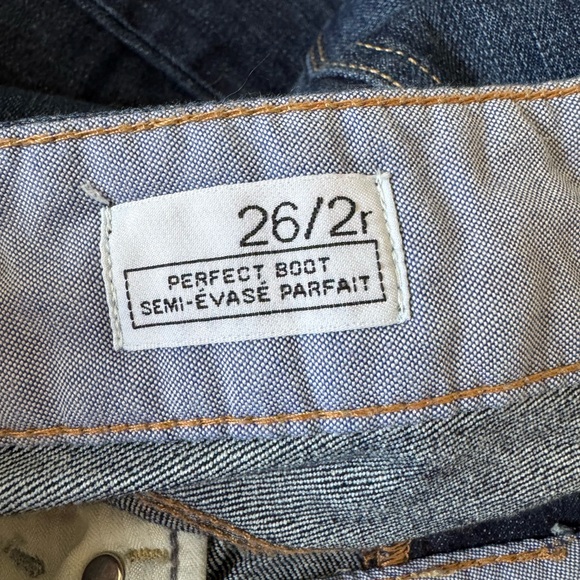 26/2r
PERFECT BOOT
SEMI-ÉVASÉ PARFAIT